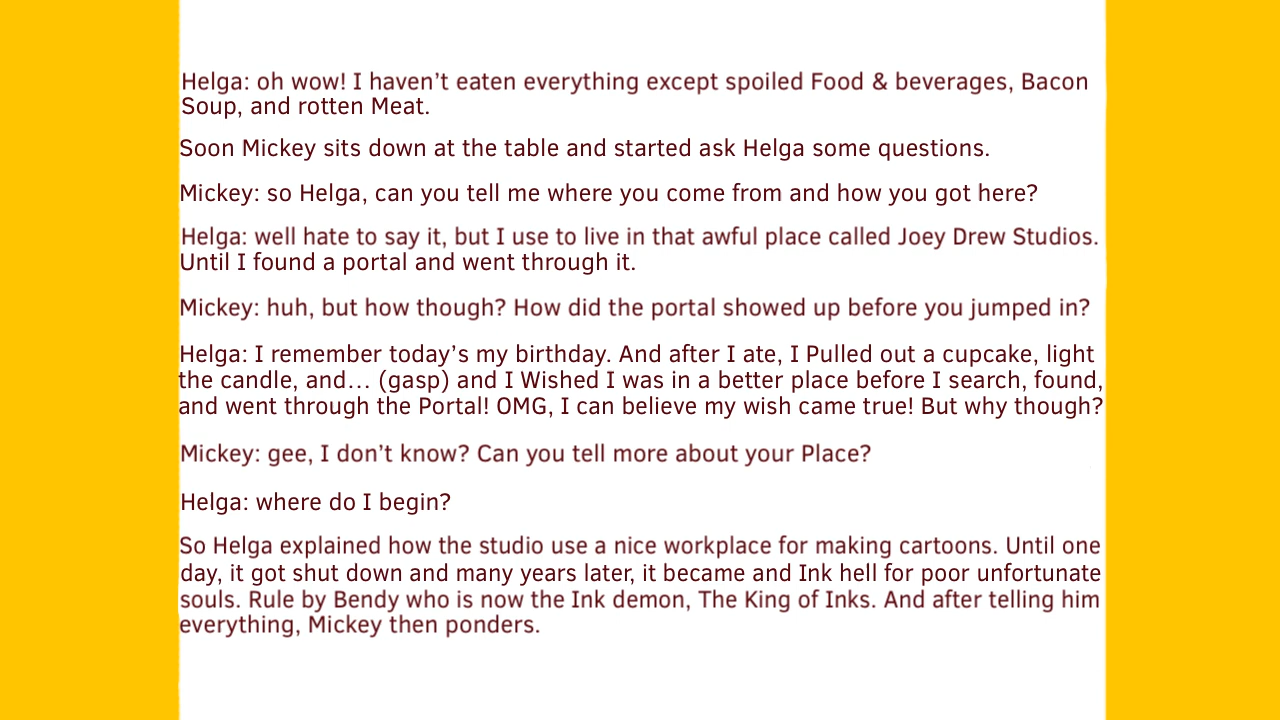 Helga: oh wow! I haven’t eaten everything except spoiled Food & beverages, Bacon
Soup, and rotten Meat.
Soon Mickey sits down at the table and started ask Helga some questions.
Mickey: so Helga, can you tell me where you come from and how you got here?
Helga: well hate to say it, but I use to live in that awful place called Joey Drew Studios.
Until I found a portal and went through it.
Mickey: huh, but how though? How did the portal showed up before you jumped in?
Helga: I remember today’s my birthday. And after I ate, I Pulled out a cupcake, light
the candle, and… (gasp) and I Wished I was in a better place before I search, found,
and went through the Portal! OMG, I can believe my wish came true! But why though?
Mickey: gee, I don’t know? Can you tell more about your Place?
Helga: where do I begin?
So Helga explained how the studio use a nice workplace for making cartoons. Until one
day, it got shut down and many years later, it became and Ink hell for poor unfortunate
souls. Rule by Bendy who is now the Ink demon, The King of Inks. And after telling him
everything, Mickey then ponders.